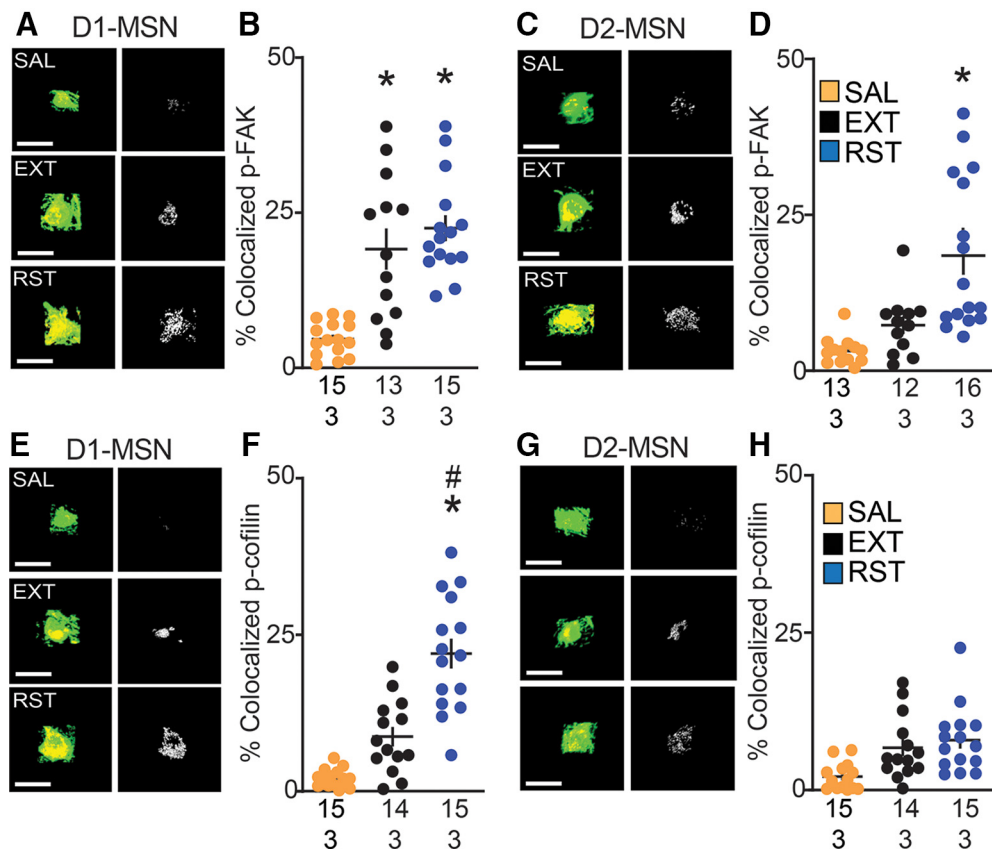 A D1-MSN
SAL
EXT
RST
B
% Colocalized p-FAK
50
25
0
* *
15 13 15
3 3 3
C D2-MSN
SAL
EXT
RST
D
% Colocalized p-FAK
50
25
0
*
SAL
EXT
RST
13 12 16
3 3 3
E D1-MSN
SAL
EXT
RST
F
% Colocalized p-cofilin
50
25
0
#
*
15 14 15
3 3 3
G D2-MSN
H
% Colocalized p-cofilin
50
25
0
SAL
EXT
RST
15 14 15
3 3 3